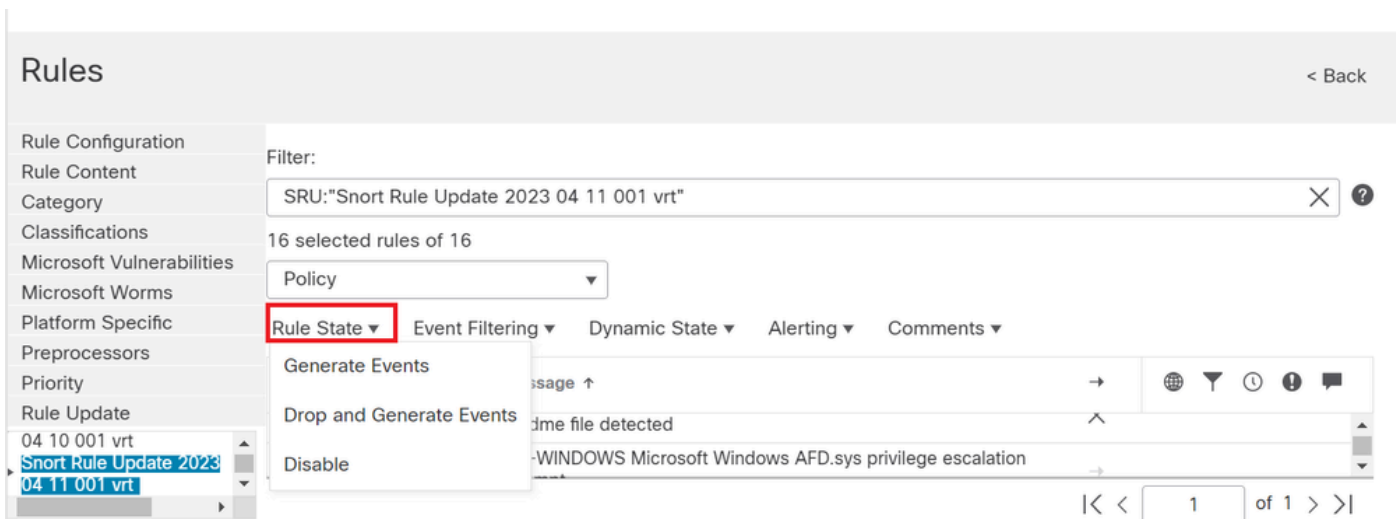 Rules
< Back
Rule Configuration
Rule Content
Category
Classifications
Microsoft Vulnerabilities
Microsoft Worms
Platform Specific
Preprocessors
Priority
Rule Update
04 10 001 vrt
Snort Rule Update 2023
04 11 001 vrt
Filter:
SRU:"Snort Rule Update 2023 04 11 001 vrt"
16 selected rules of 16
Policy
Rule State Event Filtering Dynamic State Alerting Comments
Generate Events
Drop and Generate Events
Disable
ssage ↑
dme file detected
-WINDOWS Microsoft Windows AFD.sys privilege escalation
1 of 1